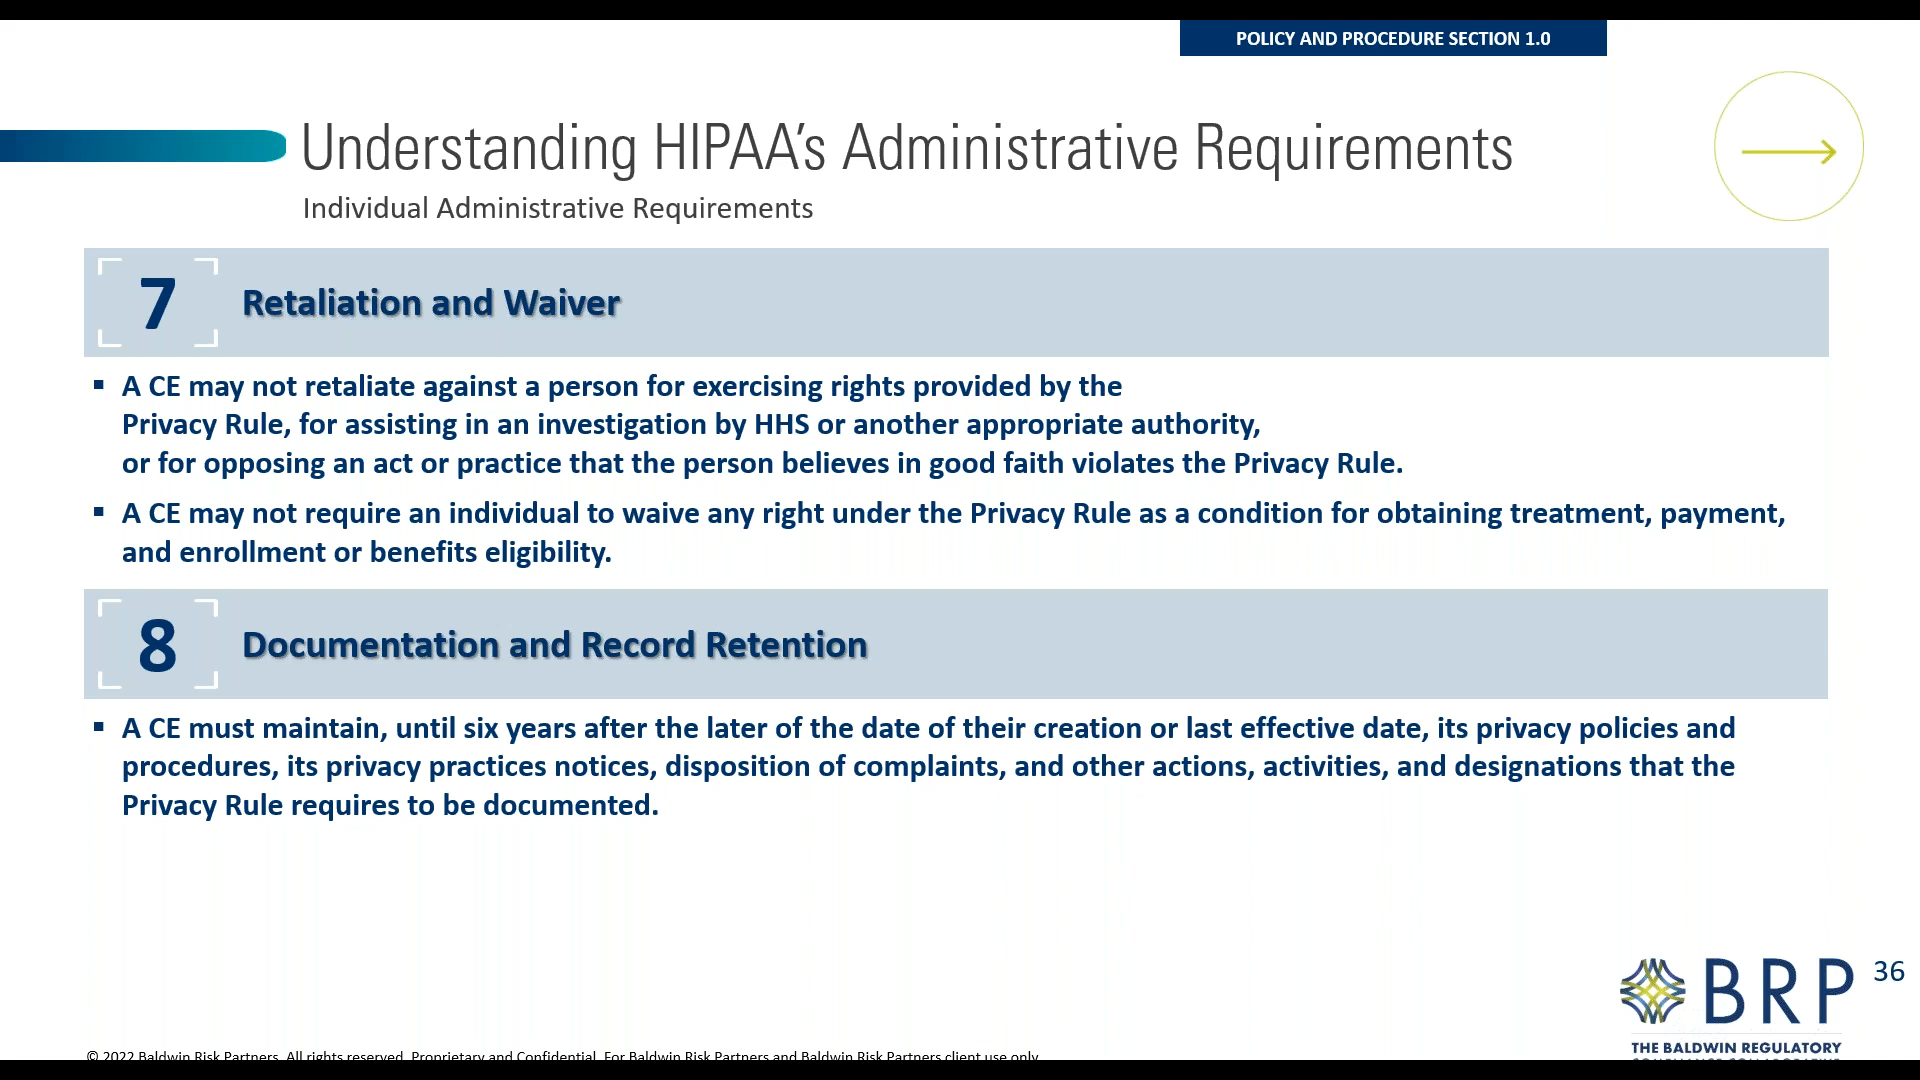 POLICY AND PROCEDURE SECTION 1.0
Understanding HIPAA’s Administrative Requirements
Individual Administrative Requirements
7
Retaliation and Waiver
▪ A CE may not retaliate against a person for exercising rights provided by the
Privacy Rule, for assisting in an investigation by HHS or another appropriate authority,
or for opposing an act or practice that the person believes in good faith violates the Privacy Rule.
▪ A CE may not require an individual to waive any right under the Privacy Rule as a condition for obtaining treatment, payment,
and enrollment or benefits eligibility.
8
Documentation and Record Retention
▪ A CE must maintain, until six years after the later of the date of their creation or last effective date, its privacy policies and
procedures, its privacy practices notices, disposition of complaints, and other actions, activities, and designations that the
Privacy Rule requires to be documented.
BRP
36
THE BALDWIN REGULATORY
© 2022 Baldwin Risk Partners. All rights reserved. Proprietary and Confidential. For Baldwin Risk Partners and Baldwin Risk Partners client use only.